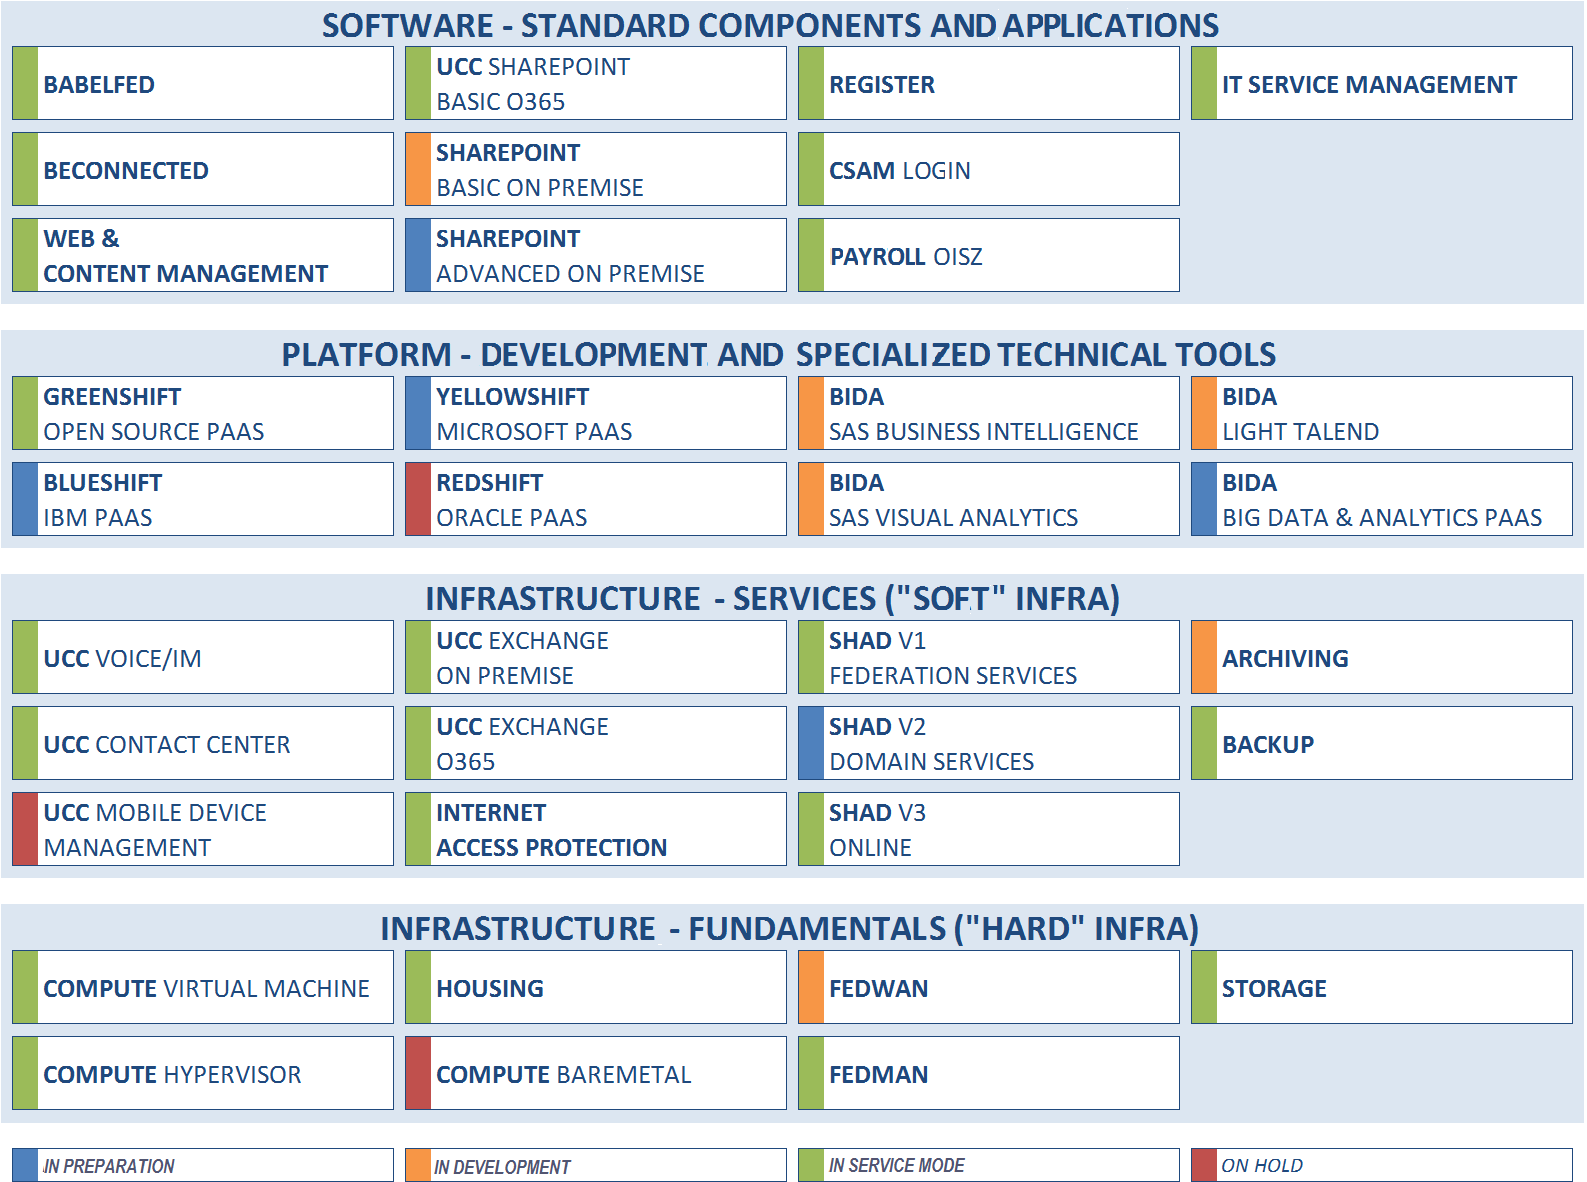 SOFTWARE - STANDARD COMPONENTS AND APPLICATIONS
BABELFED
UCC SHAREPOINT
BASIC O365
REGISTER
IT SERVICE MANAGEMENT
BECONNECTED
SHAREPOINT
BASIC ON PREMISE
CSAM LOGIN
WEB &
CONTENT MANAGEMENT
SHAREPOINT
ADVANCED ON PREMISE
PAYROLL OISZ
PLATFORM - DEVELOPMENT AND SPECIALIZED TECHNICAL TOOLS
GREENSHIFT
OPEN SOURCE PAAS
YELLOWSHIFT
MICROSOFT PAAS
BIDA
SAS BUSINESS INTELLIGENCE
BIDA
LIGHT TALEND
BLUESHIFT
IBM PAAS
REDSHIFT
ORACLE PAAS
BIDA
SAS VISUAL ANALYTICS
BIDA
BIG DATA & ANALYTICS PAAS
INFRASTRUCTURE - SERVICES ("SOFT" INFRA)
UCC VOICE/IM
UCC EXCHANGE
ON PREMISE
SHAD V1
FEDERATION SERVICES
ARCHIVING
UCC CONTACT CENTER
UCC EXCHANGE
O365
SHAD V2
DOMAIN SERVICES
BACKUP
UCC MOBILE DEVICE
MANAGEMENT
INTERNET
ACCESS PROTECTION
SHAD V3
ONLINE
INFRASTRUCTURE - FUNDAMENTALS ("HARD" INFRA)
COMPUTE VIRTUAL MACHINE
HOUSING
FEDWAN
STORAGE
COMPUTE HYPERVISOR
COMPUTE BAREMETAL
FEDMAN
IN PREPARATION
IN DEVELOPMENT
IN SERVICE MODE
ON HOLD